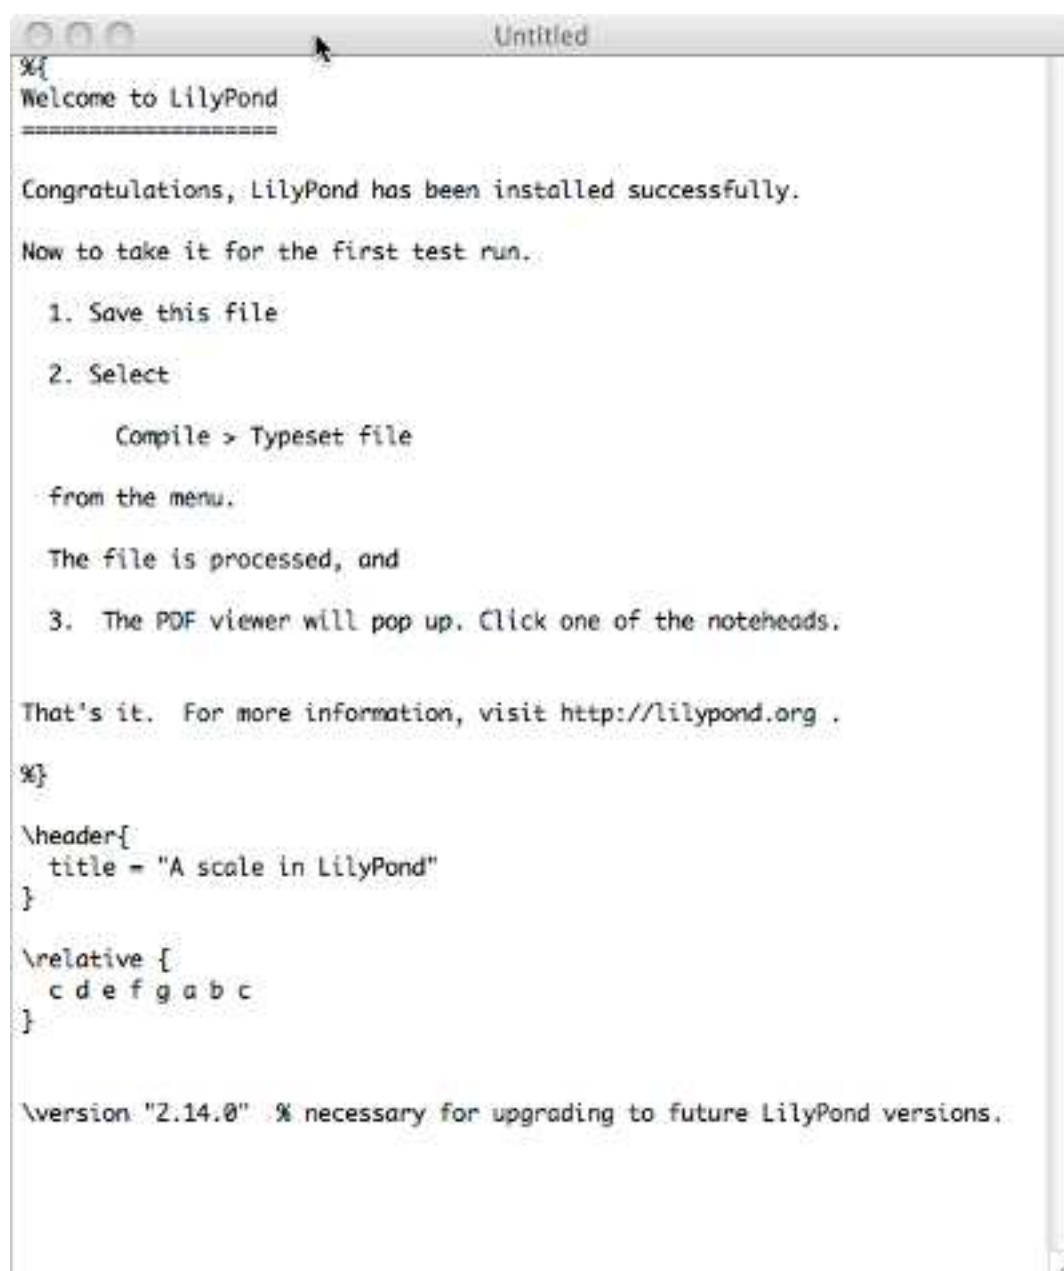 Untitled
%{
Welcome to LilyPond
===================
Congratulations, LilyPond has been installed successfully.
Now to take it for the first test run.
1. Save this file
2. Select
Compile > Typeset file
from the menu.
The file is processed, and
3.  The PDF viewer will pop up. Click one of the noteheads.
That's it.  For more information, visit http://lilypond.org .
%}
\header{
title = "A scale in LilyPond"
}
\relative {
c d e f g a b c
}
\version "2.14.0"  % necessary for upgrading to future LilyPond versions.